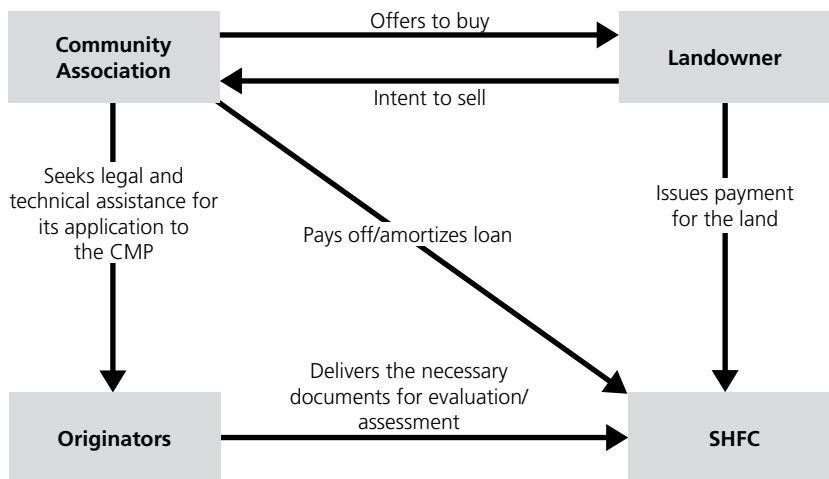 Community
Association
Offers to buy
Landowner
Intent to sell
Seeks legal and
technical assistance for
its application to
the CMP
Issues payment
for the land
Pays off/amortizes loan
Delivers the necessary
documents for evaluation/
assessment
Originators
SHFC